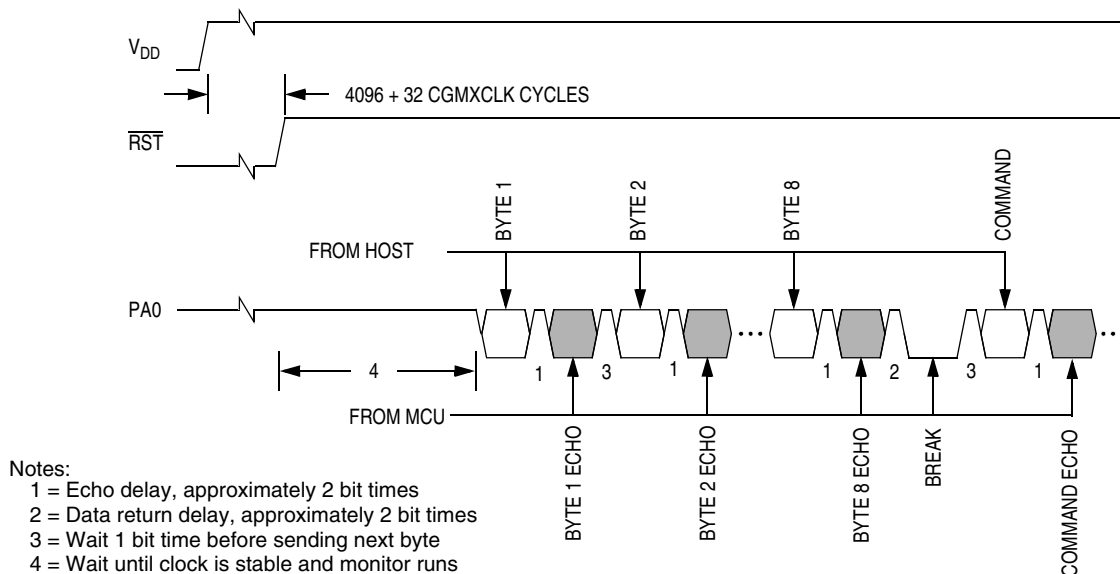 VDD
4096 + 32 CGMXCLK CYCLES
RST
BYTE 1
BYTE 2
BYTE 8
COMMAND
FROM HOST
PA0
4
1
3
1
1
2
3
1
FROM MCU
BYTE 1 ECHO
BYTE 2 ECHO
BYTE 8 ECHO
BREAK
COMMAND ECHO
Notes:
1 = Echo delay, approximately 2 bit times
2 = Data return delay, approximately 2 bit times
3 = Wait 1 bit time before sending next byte
4 = Wait until clock is stable and monitor runs